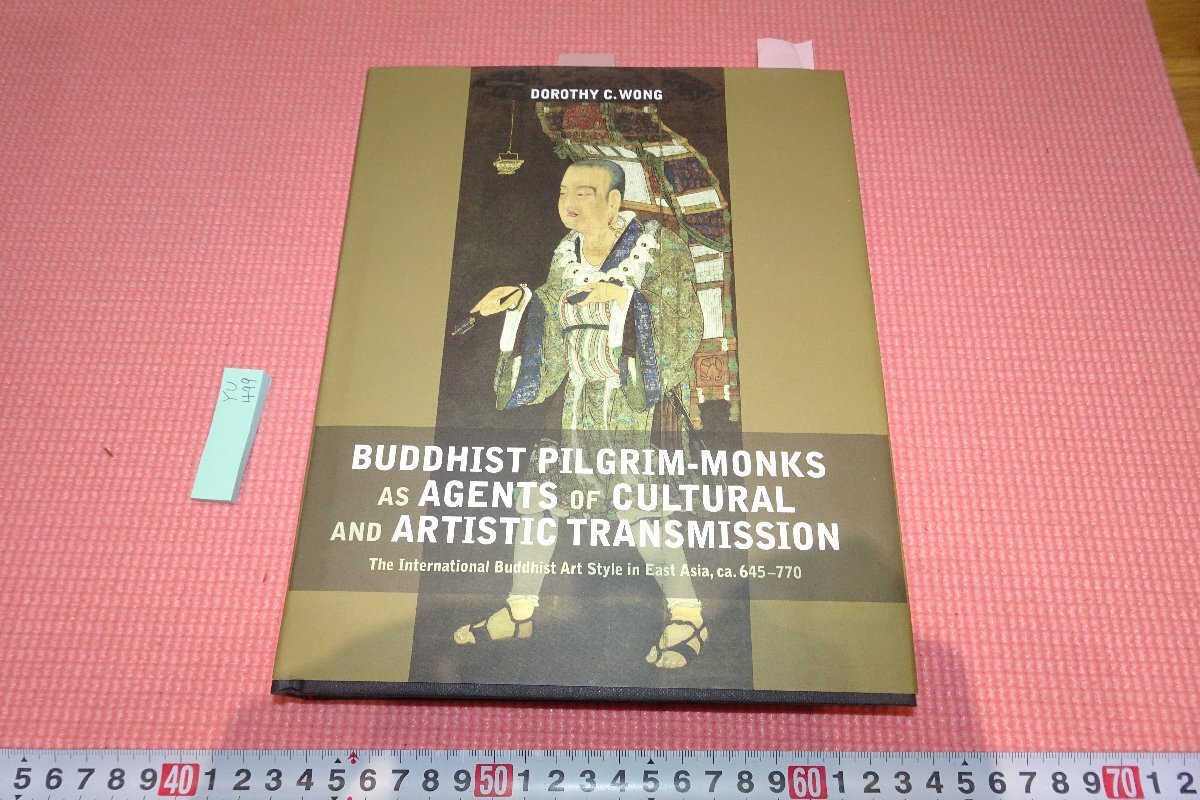 DOROTHY C. WONG
BUDDHIST PILGRIM-MONKS
AS AGENTS OF CULTURAL
AND ARTISTIC TRANSMISSION
The International Buddhist Art Style in East Asia, ca. 645–770
YU
499
5 6 7 8 9 40 1 2 3 4 5 6 7 8 9 50 1 2 3 4 5 6 7 8 9 60 1 2 3 4 5 6 7 8 9 70 1 2